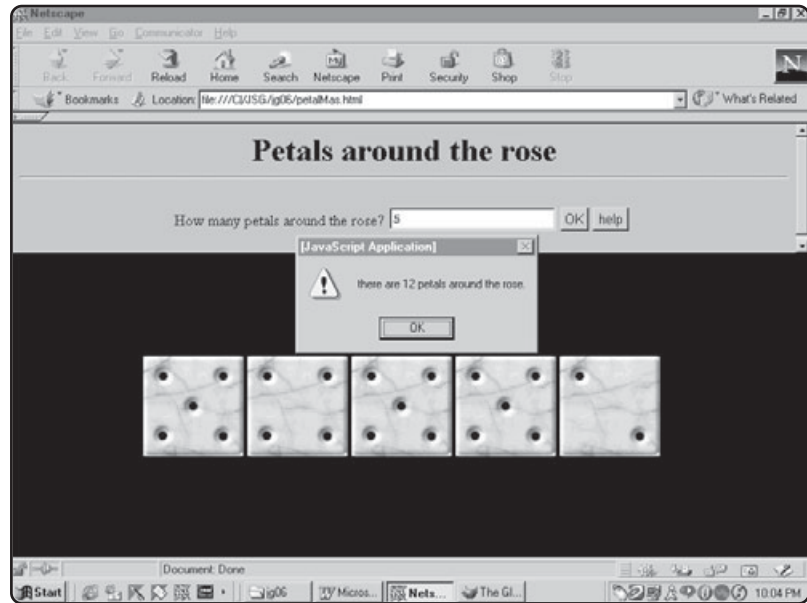 Netscape
File Edit View Go Communicator Help
Back Forward Reload Home Search Netscape Print Security Shop Stop
My
N
Bookmarks Location: file:///C|/JSG/jg06/petalMas.html What's Related
Petals around the rose
How many petals around the rose? 5 OK help
[JavaScript Application]
there are 12 petals around the rose.
OK
Document: Done
Start jg06 Micros... Nets... The GI... 10:04 PM